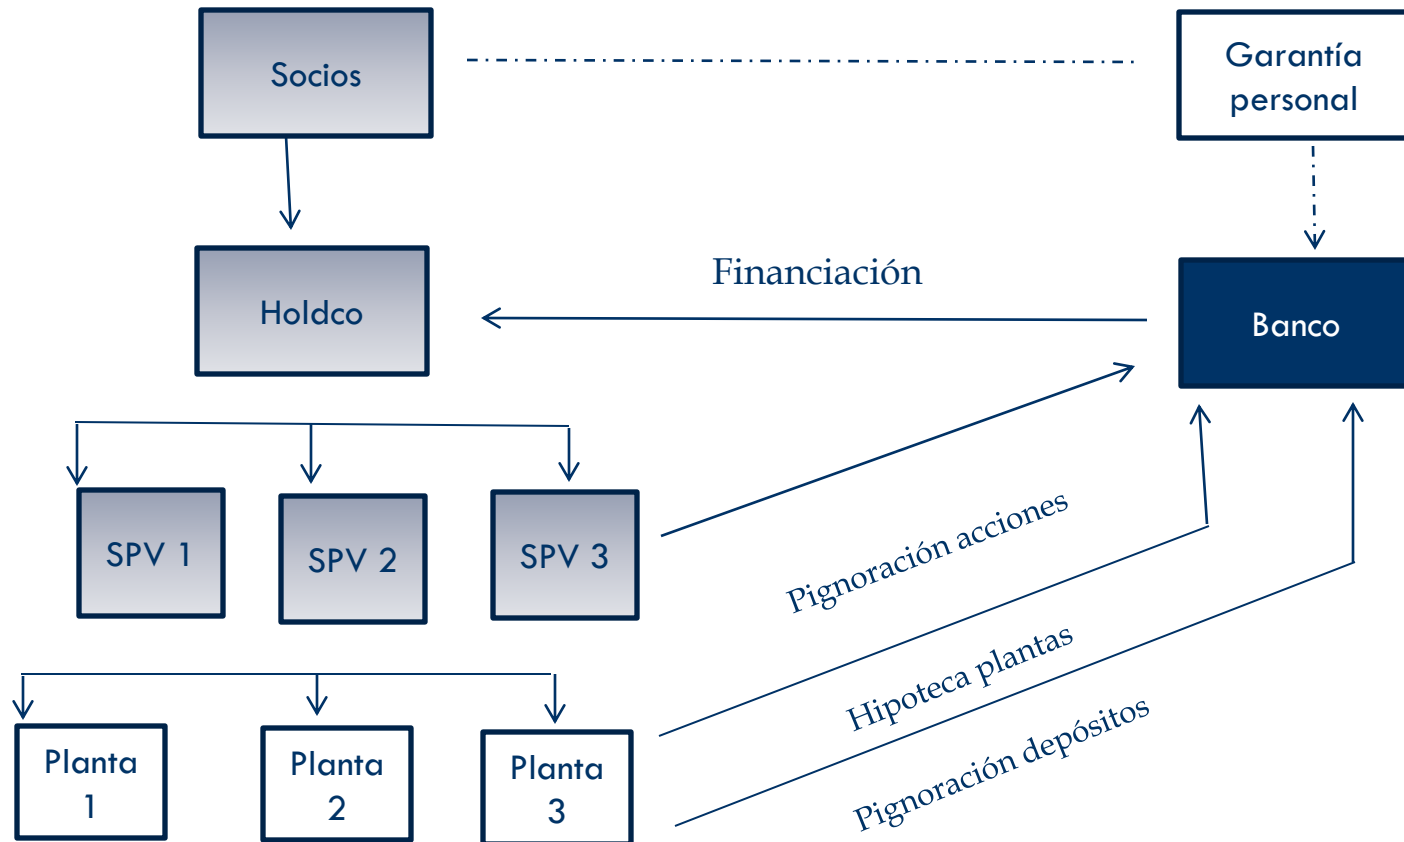 Socios
Garantía
personal
Financiación
Holdco
Banco
SPV 1
SPV 2
SPV 3
Pignoración acciones
Hipoteca plantas
Pignoración depósitos
Planta
1
Planta
2
Planta
3